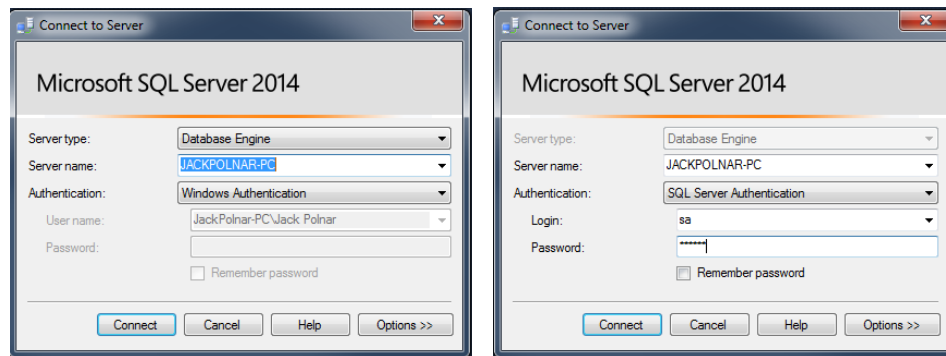 Connect to Server
Microsoft SQL Server 2014
Server type: Database Engine
Server name: JACKPOLNAR-PC
Authentication: Windows Authentication
User name: JackPolnar-PC\Jack Polnar
Password:
Remember password
Connect Cancel Help Options >>
Connect to Server
Microsoft SQL Server 2014
Server type: Database Engine
Server name: JACKPOLNAR-PC
Authentication: SQL Server Authentication
Login: sa
Password: ******
Remember password
Connect Cancel Help Options >>